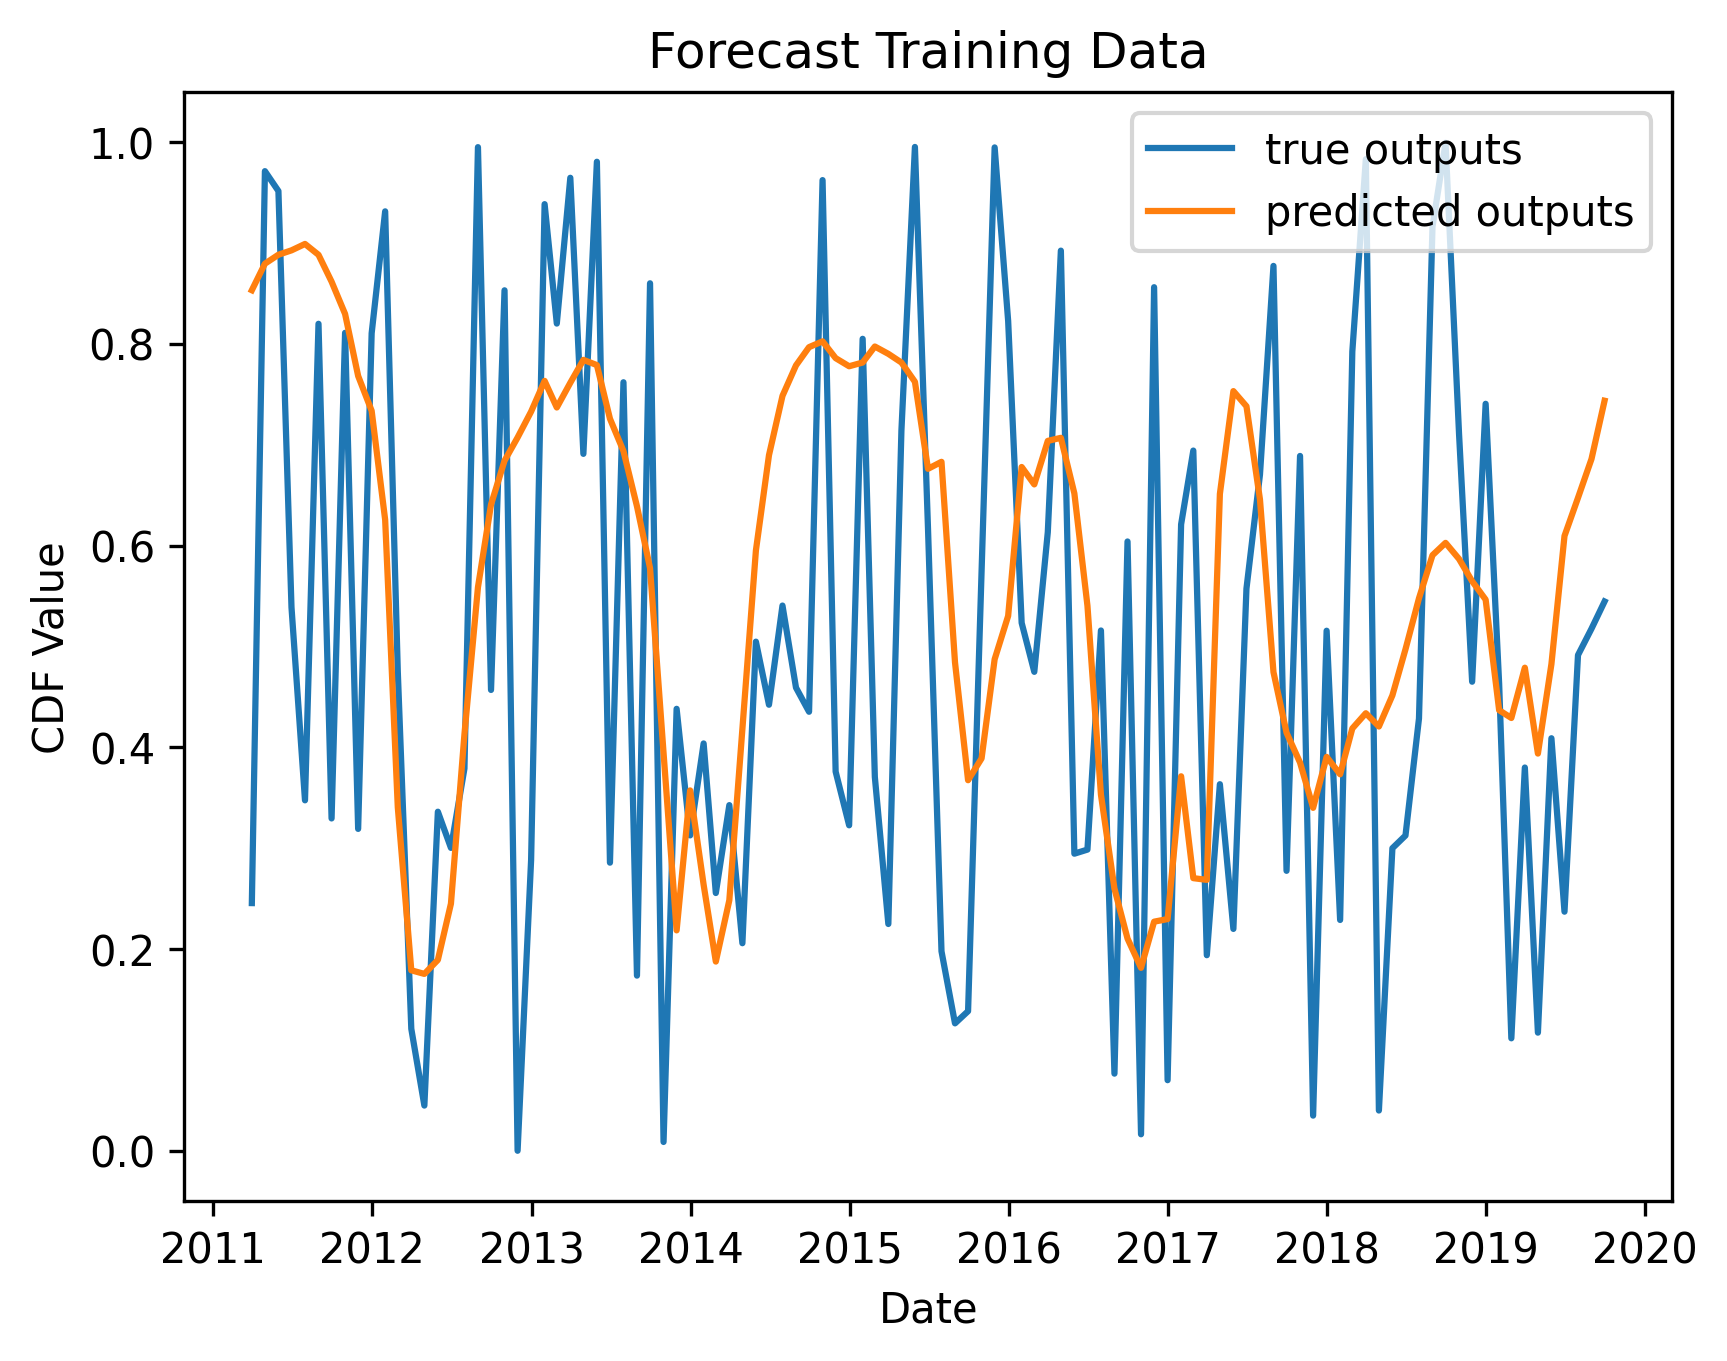 Forecast Training Data
true outputs
predicted outputs
CDF Value
1.0
0.8
0.6
0.4
0.2
0.0
2011 2012 2013 2014 2015 2016 2017 2018 2019 2020
Date